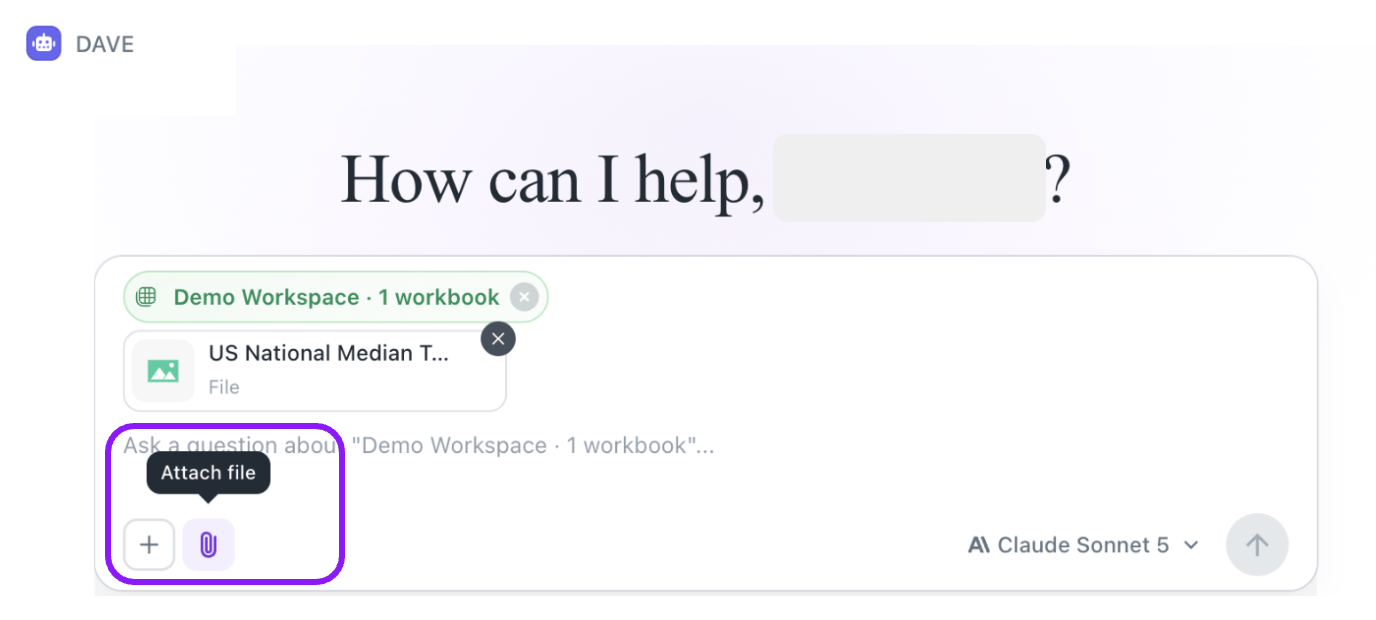 DAVE
How can I help, ?
Demo Workspace · 1 workbook
US National Median T...
File
Ask a question about "Demo Workspace · 1 workbook"...
Attach file
Claude Sonnet 5